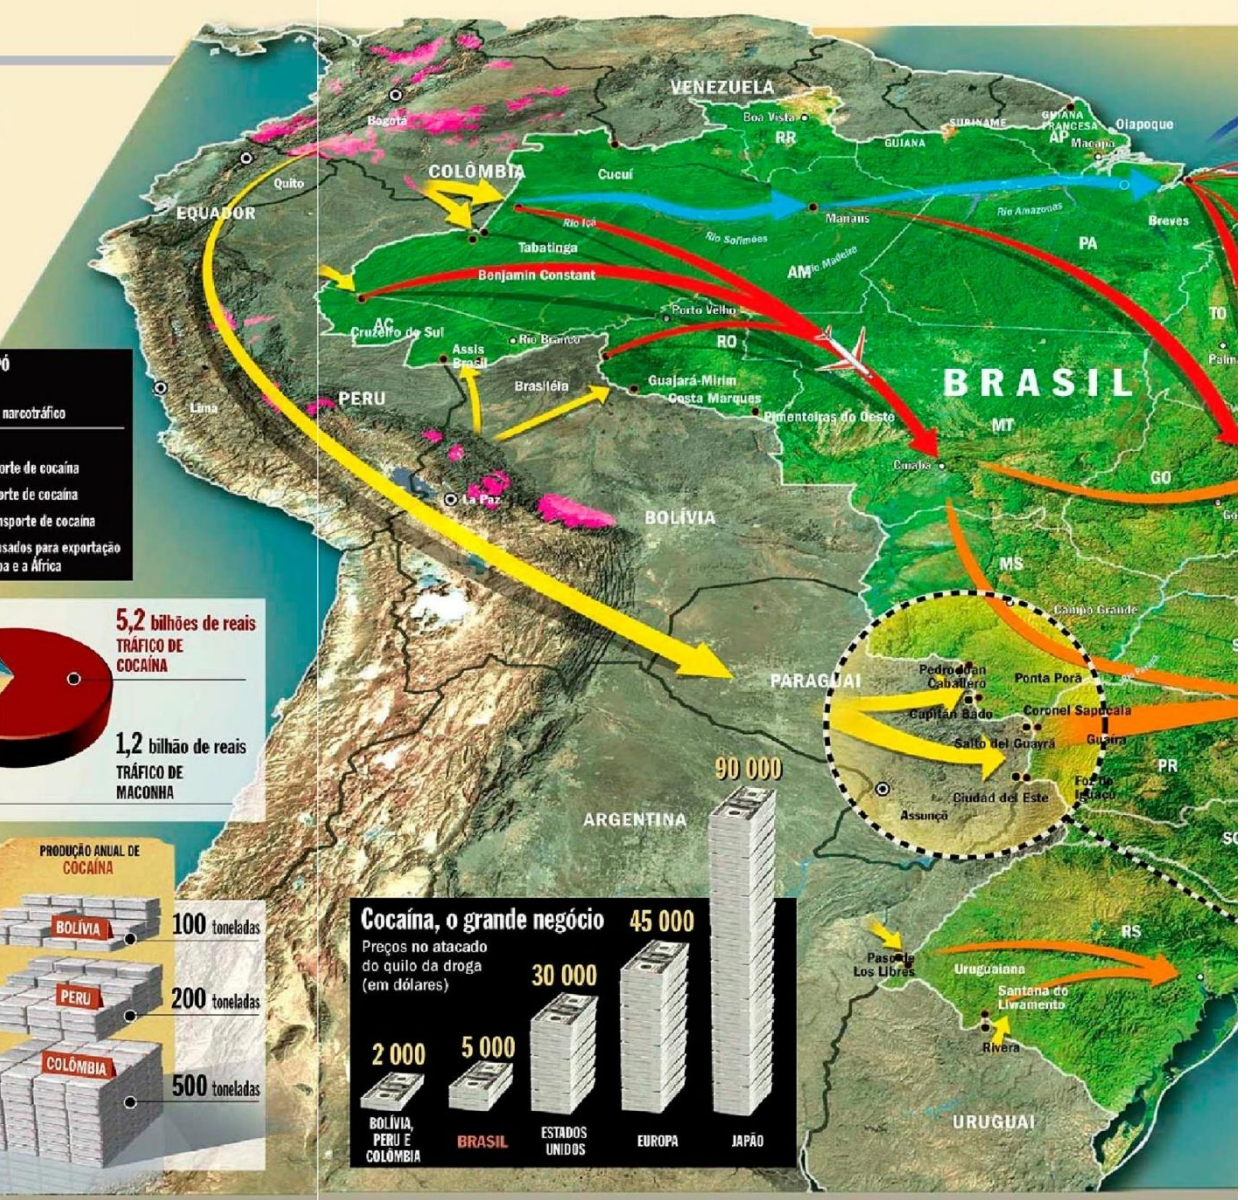 VENEZUELA
Bogotá
Boa Vista
RR
GUIANA
SURINAME
GUIANA
FRANCESA
AP
Oiapoque
Macapá
COLÔMBIA
Quito
EQUADOR
Cucuí
Manaus
Rio Içá
Rio Solimões
Rio Amazonas
Breves
Tabatinga
AM
Rio Madeira
PA
Benjamin Constant
TO
AC
Cruzeiro do Sul
Porto Velho
Assis
Brasil
Rio Branco
RO
Brasiléia
Guajará-Mirim
Costa Marques
Pimenteiras do Oeste
BRASIL
Lima
PERU
MT
Cuiabá
GO
La Paz
BOLÍVIA
MS
Campo Grande
narcotráfico
orte de cocaína
orte de cocaína
nsporte de cocaína
usados para exportação
pa e a África
5,2 bilhões de reais
TRÁFICO DE
COCAÍNA
1,2 bilhão de reais
TRÁFICO DE
MACONHA
PARAGUAI
Pedro Joan
Caballero
Ponta Porã
Capitán Bado
Coronel Sapucaia
Salto del Guayrá
Guaíra
PR
Foz do
Iguaçu
Ciudad del Este
Assunçã
ARGENTINA
SC
PRODUÇÃO ANUAL DE
COCAÍNA
BOLÍVIA
100 toneladas
PERU
200 toneladas
COLÔMBIA
500 toneladas
Cocaína, o grande negócio
Preços no atacado
do quilo da droga
(em dólares)
2 000
5 000
30 000
45 000
90 000
BOLÍVIA,
PERU E
COLÔMBIA
BRASIL
ESTADOS
UNIDOS
EUROPA
JAPÃO
Paso de
Los Libres
Uruguaiana
RS
Santana do
Livramento
Rivera
URUGUAI